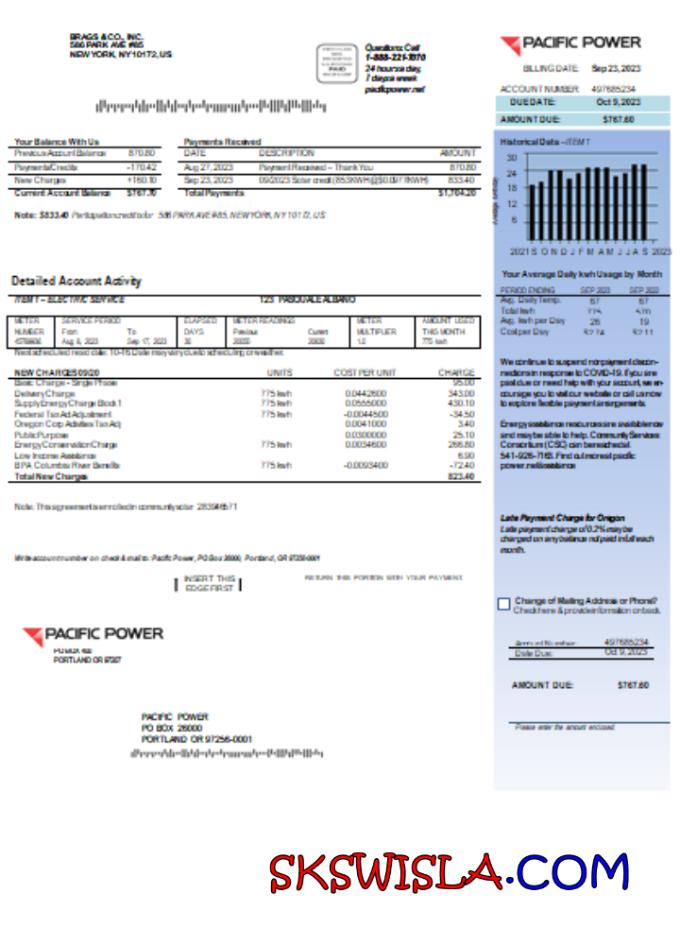 BRAGS & CO., INC.
586 PARK AVE #85
NEW YORK, NY 10172, US
PAID
Questions: Call
1-888-221-7070
24 hours a day,
7 days a week
pacificpower.net
PACIFIC POWER
BILLING DATE: Sep 23, 2023
ACCOUNT NUMBER: 497685234
DUE DATE: Oct 9, 2023
AMOUNT DUE: $767.60
Your Balance With Us
Previous Account Balance 870.80
Payments/Credits -170.42
New Charges +160.10
Current Account Balance $767.10
Payments Received
DATE DESCRIPTION AMOUNT
Aug 27, 2023 Payment Received - Thank You 870.80
Sep 23, 2023 09/2023 Solar credit (853KWH@$0.0977KWH) 833.40
Total Payments $1,704.20
Note: $833.40 Participation credit for 586 PARK AVE #85, NEW YORK, NY 10172, US
Historical Data - ITEM 1
30
24
18
12
6
2021 S O N D J F M A M J J A S 2023
Your Average Daily kwh Usage by Month
PERIOD ENDING SEP 2023 SEP 2022
Avg. Daily Temp. 67 67
Total kwh 775 570
Avg. kwh per Day 26 19
Cost per Day $2.74 $2.11
Detailed Account Activity
ITEM 1 - ELECTRIC SERVICE 123 PASQUALE ALBANO
METER NUMBER SERVICE PERIOD ELAPSED DAYS METER READINGS METER MULTIPLIER AMOUNT USED THIS MONTH
From To Previous Current
Aug 8, 2023 Sep 17, 2023 30 1.0 775 kwh
Next scheduled read date: 10-16. Date may vary due to scheduling or weather.
NEW CHARGES 09/20 UNITS COST PER UNIT CHARGE
Basic Charge - Single Phase 95.00
Delivery Charge 775 kwh 0.0442600 343.00
Supply Energy Charge Block 1 775 kwh 0.0555000 430.10
Federal Tax Ad Adjustment 775 kwh -0.0044500 -34.50
Oregon Corp Activities Tax Adj 0.0041000 3.40
Public Purpose 0.0300000 25.10
Energy Conservation Charge 775 kwh 0.0034600 266.80
Low Income Assistance 6.90
BPA Columbia River Benefits 775 kwh -0.0093400 -72.40
Total New Charges 823.40
Note: This agreement is enrolled in community solar 283946571
We continue to suspend nonpayment discon-
nections in response to COVID-19. If you are
past due or need help with your account, we en-
courage you to visit our website or call us now
to explore flexible payment arrangements.
Energy assistance resources are available now
and may be able to help. Community Services
Consortium (CSC) can be reached at
541-926-7163. Find out more at pacific
power.net/assistance
Late Payment Charge for Oregon
Late payment charge of 0.2% may be
charged on any balance not paid in full each
month.
Write account number on check & mail to: Pacific Power, PO Box 26000, Portland, OR 97256-0001
INSERT THIS
EDGE FIRST
RETURN THIS PORTION WITH YOUR PAYMENT.
Change of Mailing Address or Phone?
Check here & provide information on back.
PACIFIC POWER
PO BOX 400
PORTLAND OR 97207
Account Number: 497685234
Date Due: Oct 9, 2023
AMOUNT DUE: $767.60
Please enter the amount enclosed.
PACIFIC POWER
PO BOX 26000
PORTLAND OR 97256-0001
SKSWISLA.COM